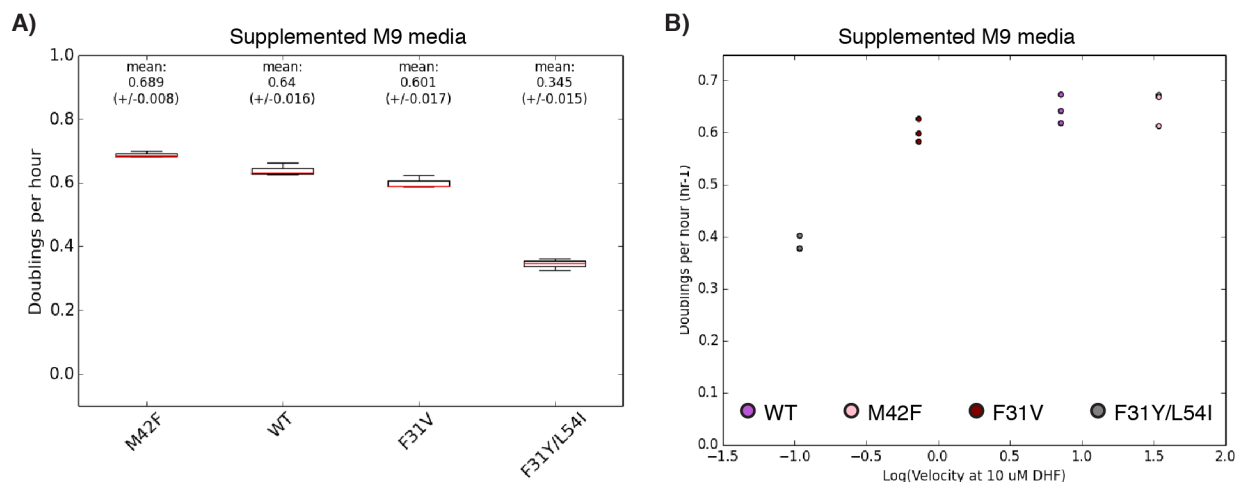 A)
Supplemented M9 media
mean:
0.689
(+/-0.008)
mean:
0.64
(+/-0.016)
mean:
0.601
(+/-0.017)
mean:
0.345
(+/-0.015)
Doublings per hour
1.0
0.8
0.6
0.4
0.2
0.0
M42F
WT
F31V
F31Y/L54I
B)
Supplemented M9 media
Doublings per hour (hr-1)
0.7
0.6
0.5
0.4
0.3
0.2
0.1
0.0
WT
M42F
F31V
F31Y/L54I
−1.5
−1.0
−0.5
0.0
0.5
1.0
1.5
2.0
Log(Velocity at 10 uM DHF)